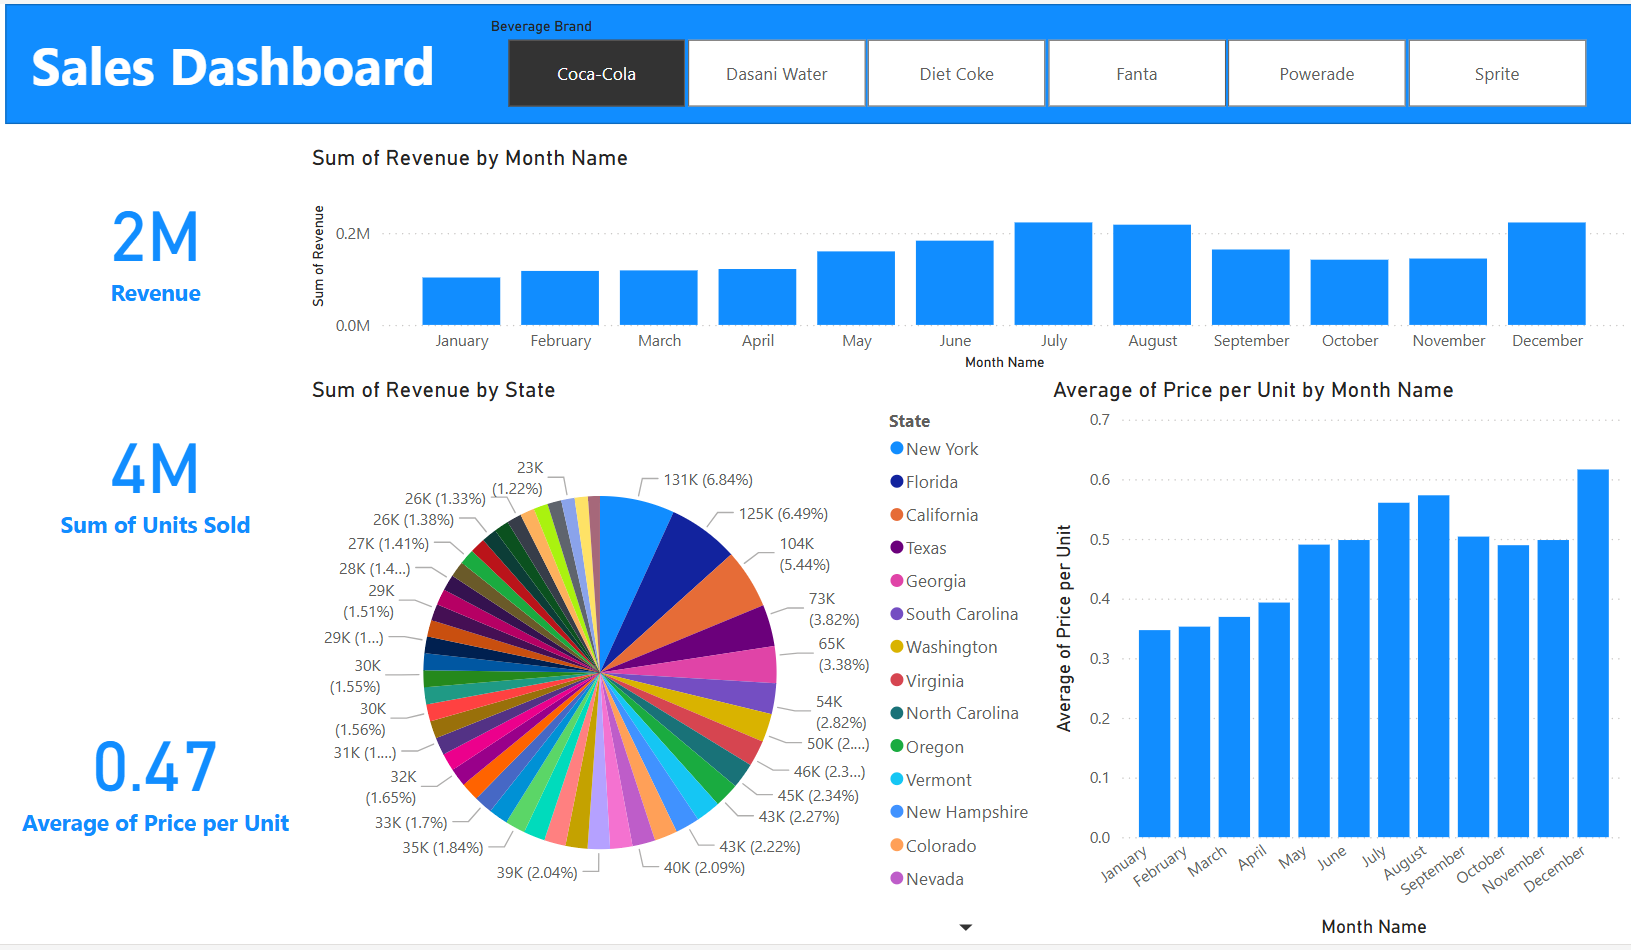 Beverage Brand
Sales Dashboard
Coca-Cola
Dasani Water
Diet Coke
Fanta
Powerade
Sprite
2M
Revenue
4M
Sum of Units Sold
0.47
Average of Price per Unit
Sum of Revenue by Month Name
Sum of Revenue
0.2M
0.0M
January
February
March
April
May
June
July
August
September
October
November
December
Month Name
Sum of Revenue by State
131K (6.84%)
125K (6.49%)
104K
(5.44%)
73K
(3.82%)
65K
(3.38%)
54K
(2.82%)
50K (2....)
46K (2.3...)
45K (2.34%)
43K (2.27%)
43K (2.22%)
40K (2.09%)
39K (2.04%)
35K (1.84%)
33K (1.7%)
32K
(1.65%)
31K (1....)
30K
(1.56%)
30K
(1.55%)
29K (1...)
29K
(1.51%)
28K (1.4...)
27K (1.41%)
26K (1.38%)
26K (1.33%)
23K
(1.22%)
State
New York
Florida
California
Texas
Georgia
South Carolina
Washington
Virginia
North Carolina
Oregon
Vermont
New Hampshire
Colorado
Nevada
Average of Price per Unit by Month Name
Average of Price per Unit
0.7
0.6
0.5
0.4
0.3
0.2
0.1
0.0
January
February
March
April
May
June
July
August
September
October
November
December
Month Name